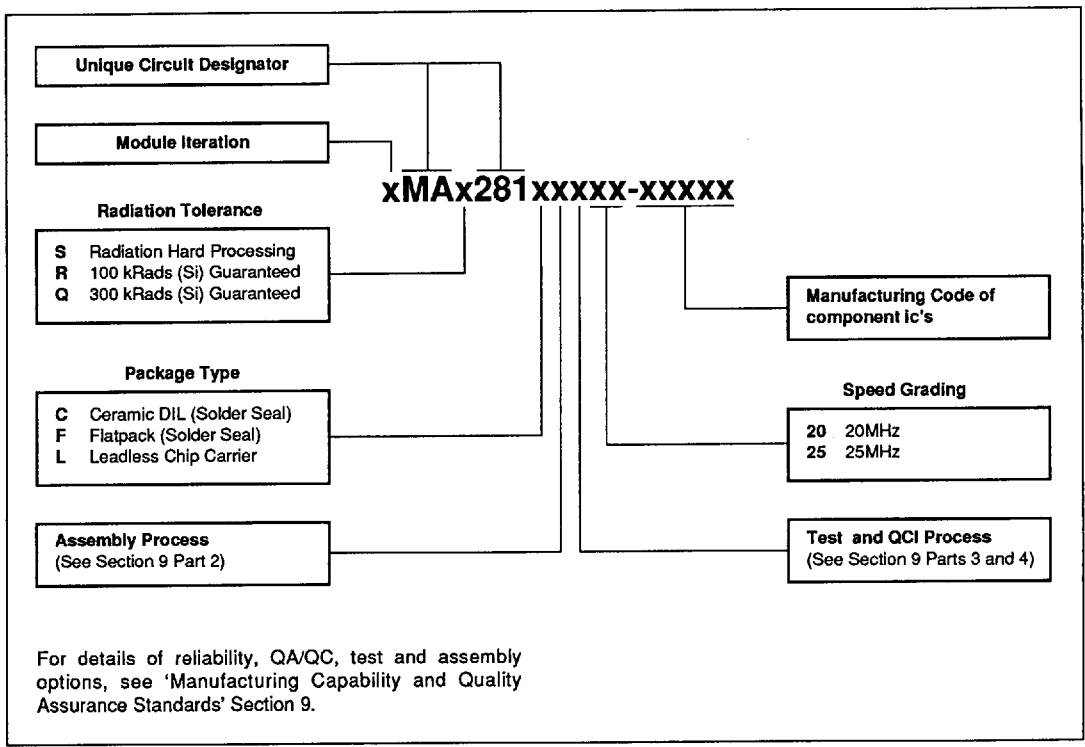 Unique Circuit Designator
Module Iteration
xMAx281xxxxx-xxxxx
Radiation Tolerance
S Radiation Hard Processing
R 100 kRads (Si) Guaranteed
Q 300 kRads (Si) Guaranteed
Manufacturing Code of
component ic's
Package Type
C Ceramic DIL (Solder Seal)
F Flatpack (Solder Seal)
L Leadless Chip Carrier
Speed Grading
20 20MHz
25 25MHz
Assembly Process
(See Section 9 Part 2)
Test and QCI Process
(See Section 9 Parts 3 and 4)
For details of reliability, QA/QC, test and assembly
options, see ‘Manufacturing Capability and Quality
Assurance Standards’ Section 9.